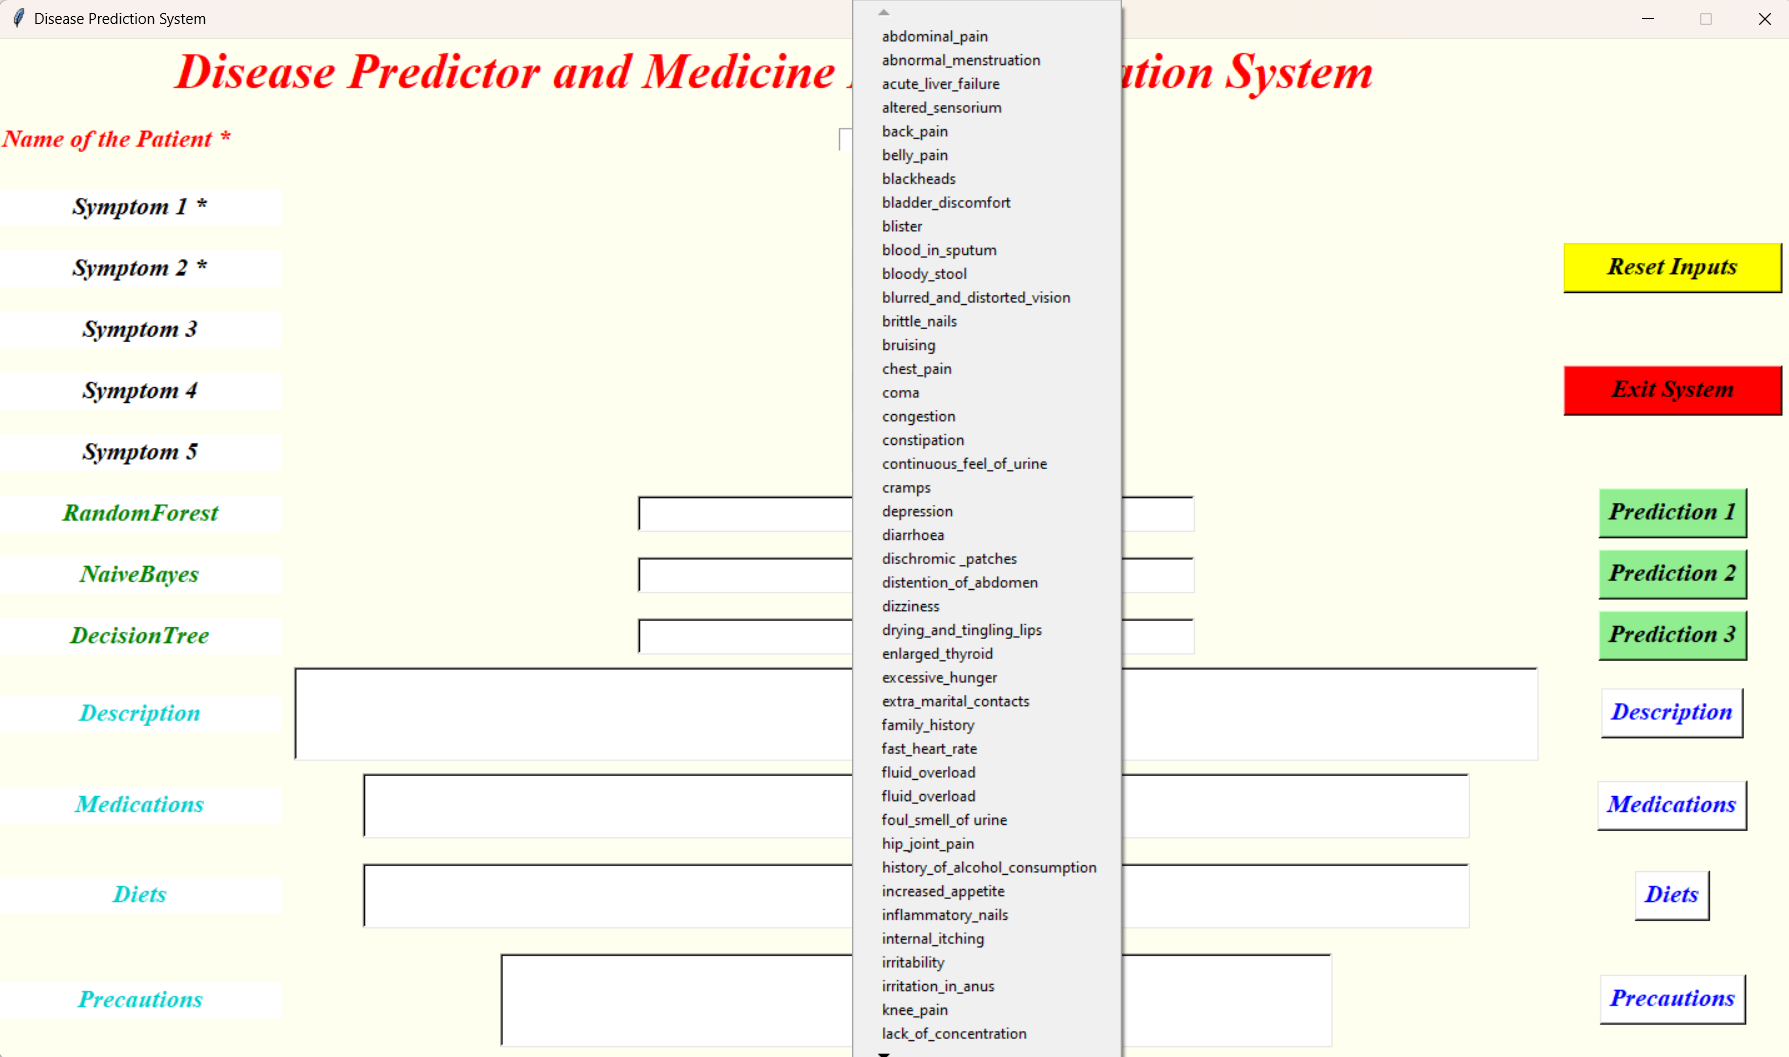 Disease Prediction System
Disease Predictor and Medicine
ation System
Name of the Patient *
Symptom 1 *
Symptom 2 *
Symptom 3
Symptom 4
Symptom 5
RandomForest
NaiveBayes
DecisionTree
Description
Medications
Diets
Precautions
abdominal_pain
abnormal_menstruation
acute_liver_failure
altered_sensorium
back_pain
belly_pain
blackheads
bladder_discomfort
blister
blood_in_sputum
bloody_stool
blurred_and_distorted_vision
brittle_nails
bruising
chest_pain
coma
congestion
constipation
continuous_feel_of_urine
cramps
depression
diarrhoea
dischromic _patches
distention_of_abdomen
dizziness
drying_and_tingling_lips
enlarged_thyroid
excessive_hunger
extra_marital_contacts
family_history
fast_heart_rate
fluid_overload
fluid_overload
foul_smell_of urine
hip_joint_pain
history_of_alcohol_consumption
increased_appetite
inflammatory_nails
internal_itching
irritability
irritation_in_anus
knee_pain
lack_of_concentration
Reset Inputs
Exit System
Prediction 1
Prediction 2
Prediction 3
Description
Medications
Diets
Precautions